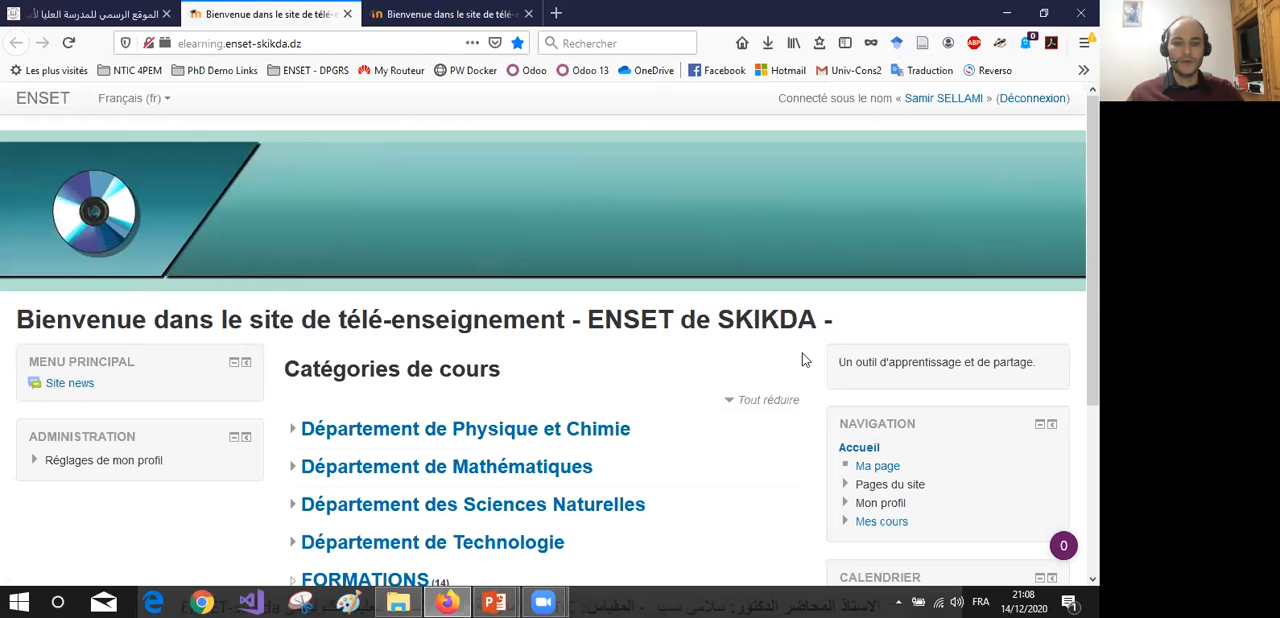 الموقع الرسمي للمدرسة العليا لأس
Bienvenue dans le site de télé-e
Bienvenue dans le site de télé-e
elearning.enset-skikda.dz
Rechercher
0
ABP
Les plus visités
NTIC 4PEM
PhD Demo Links
ENSET - DPGRS
My Routeur
PW Docker
Odoo
Odoo 13
OneDrive
Facebook
Hotmail
Univ-Cons2
Traduction
Reverso
ENSET
Français (fr)
Connecté sous le nom « Samir SELLAMI » (Déconnexion)
Bienvenue dans le site de télé-enseignement - ENSET de SKIKDA -
MENU PRINCIPAL
Site news
ADMINISTRATION
Réglages de mon profil
Catégories de cours
Tout réduire
Département de Physique et Chimie
Département de Mathématiques
Département des Sciences Naturelles
Département de Technologie
FORMATIONS (14)
Un outil d'apprentissage et de partage.
NAVIGATION
Accueil
Ma page
Pages du site
Mon profil
Mes cours
0
CALENDRIER
FRA
21:08
14/12/2020
1